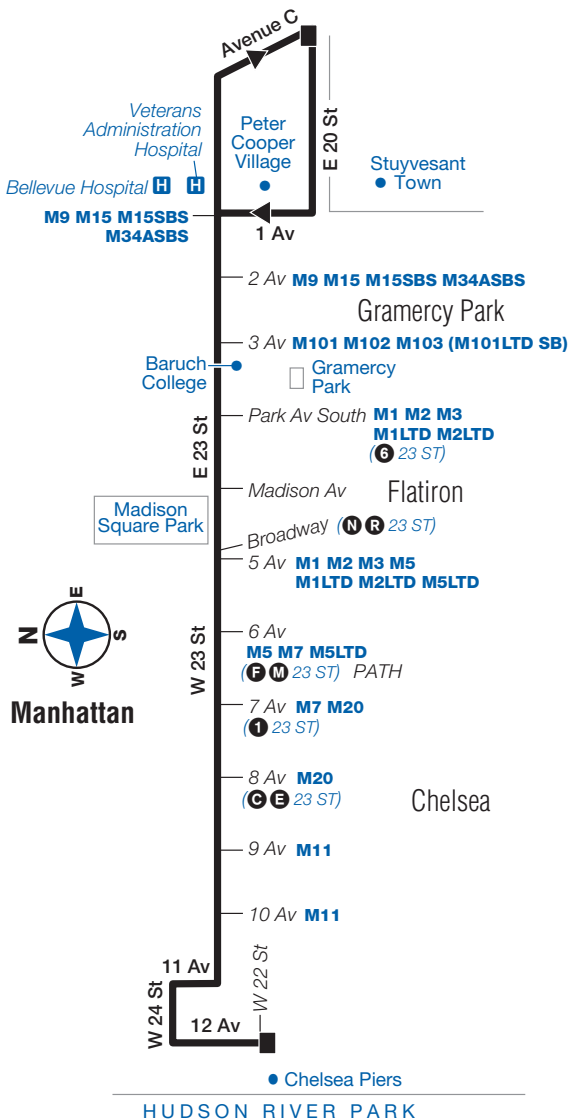 Avenue C
Veterans
Administration
Hospital
Peter
Cooper
Village
E 20 St
Stuyvesant
Town
Bellevue Hospital H H
M9 M15 M15SBS
M34ASBS
1 Av
2 Av M9 M15 M15SBS M34ASBS
Gramercy Park
3 Av M101 M102 M103 (M101LTD SB)
Baruch
College
Gramercy
Park
Park Av South M1 M2 M3
M1LTD M2LTD
(6 23 ST)
E 23 St
Madison Av
Flatiron
Madison
Square Park
Broadway (N R 23 ST)
5 Av M1 M2 M3 M5
M1LTD M2LTD M5LTD
N E S W
Manhattan
W 23 St
6 Av
M5 M7 M5LTD
(F M 23 ST) PATH
7 Av M7 M20
(1 23 ST)
8 Av M20
(C E 23 ST)
Chelsea
9 Av M11
10 Av M11
11 Av
W 24 St
12 Av
W 22 St
Chelsea Piers
HUDSON RIVER PARK